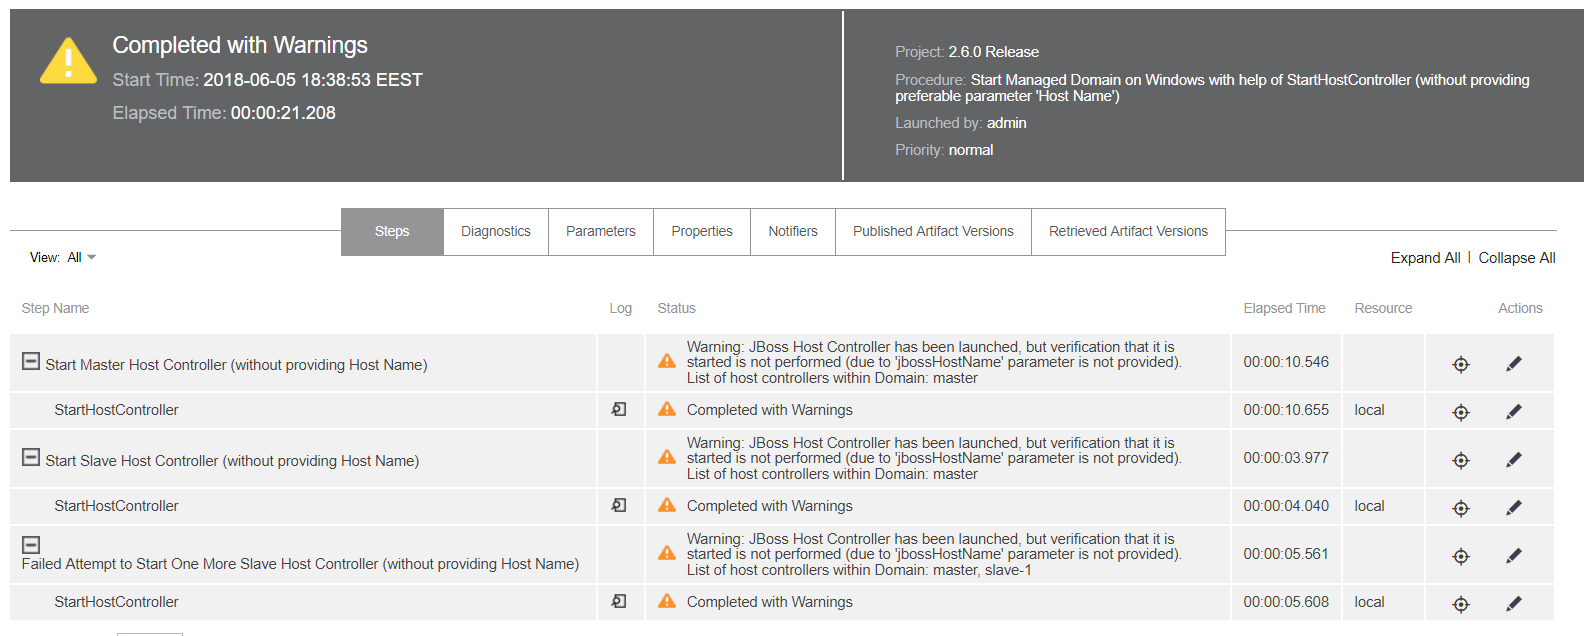 Completed with Warnings
Start Time: 2018-06-05 18:38:53 EEST
Elapsed Time: 00:00:21.208
Project: 2.6.0 Release
Procedure: Start Managed Domain on Windows with help of StartHostController (without providing
preferable parameter 'Host Name')
Launched by: admin
Priority: normal
Steps Diagnostics Parameters Properties Notifiers Published Artifact Versions Retrieved Artifact Versions
View: All
Expand All | Collapse All
Step Name Log Status Elapsed Time Resource Actions
Start Master Host Controller (without providing Host Name)
Warning: JBoss Host Controller has been launched, but verification that it is
started is not performed (due to 'jbossHostName' parameter is not provided).
List of host controllers within Domain: master
00:00:10.546
StartHostController Completed with Warnings 00:00:10.655 local
Start Slave Host Controller (without providing Host Name)
Warning: JBoss Host Controller has been launched, but verification that it is
started is not performed (due to 'jbossHostName' parameter is not provided).
List of host controllers within Domain: master
00:00:03.977
StartHostController Completed with Warnings 00:00:04.040 local
Failed Attempt to Start One More Slave Host Controller (without providing Host Name)
Warning: JBoss Host Controller has been launched, but verification that it is
started is not performed (due to 'jbossHostName' parameter is not provided).
List of host controllers within Domain: master, slave-1
00:00:05.561
StartHostController Completed with Warnings 00:00:05.608 local